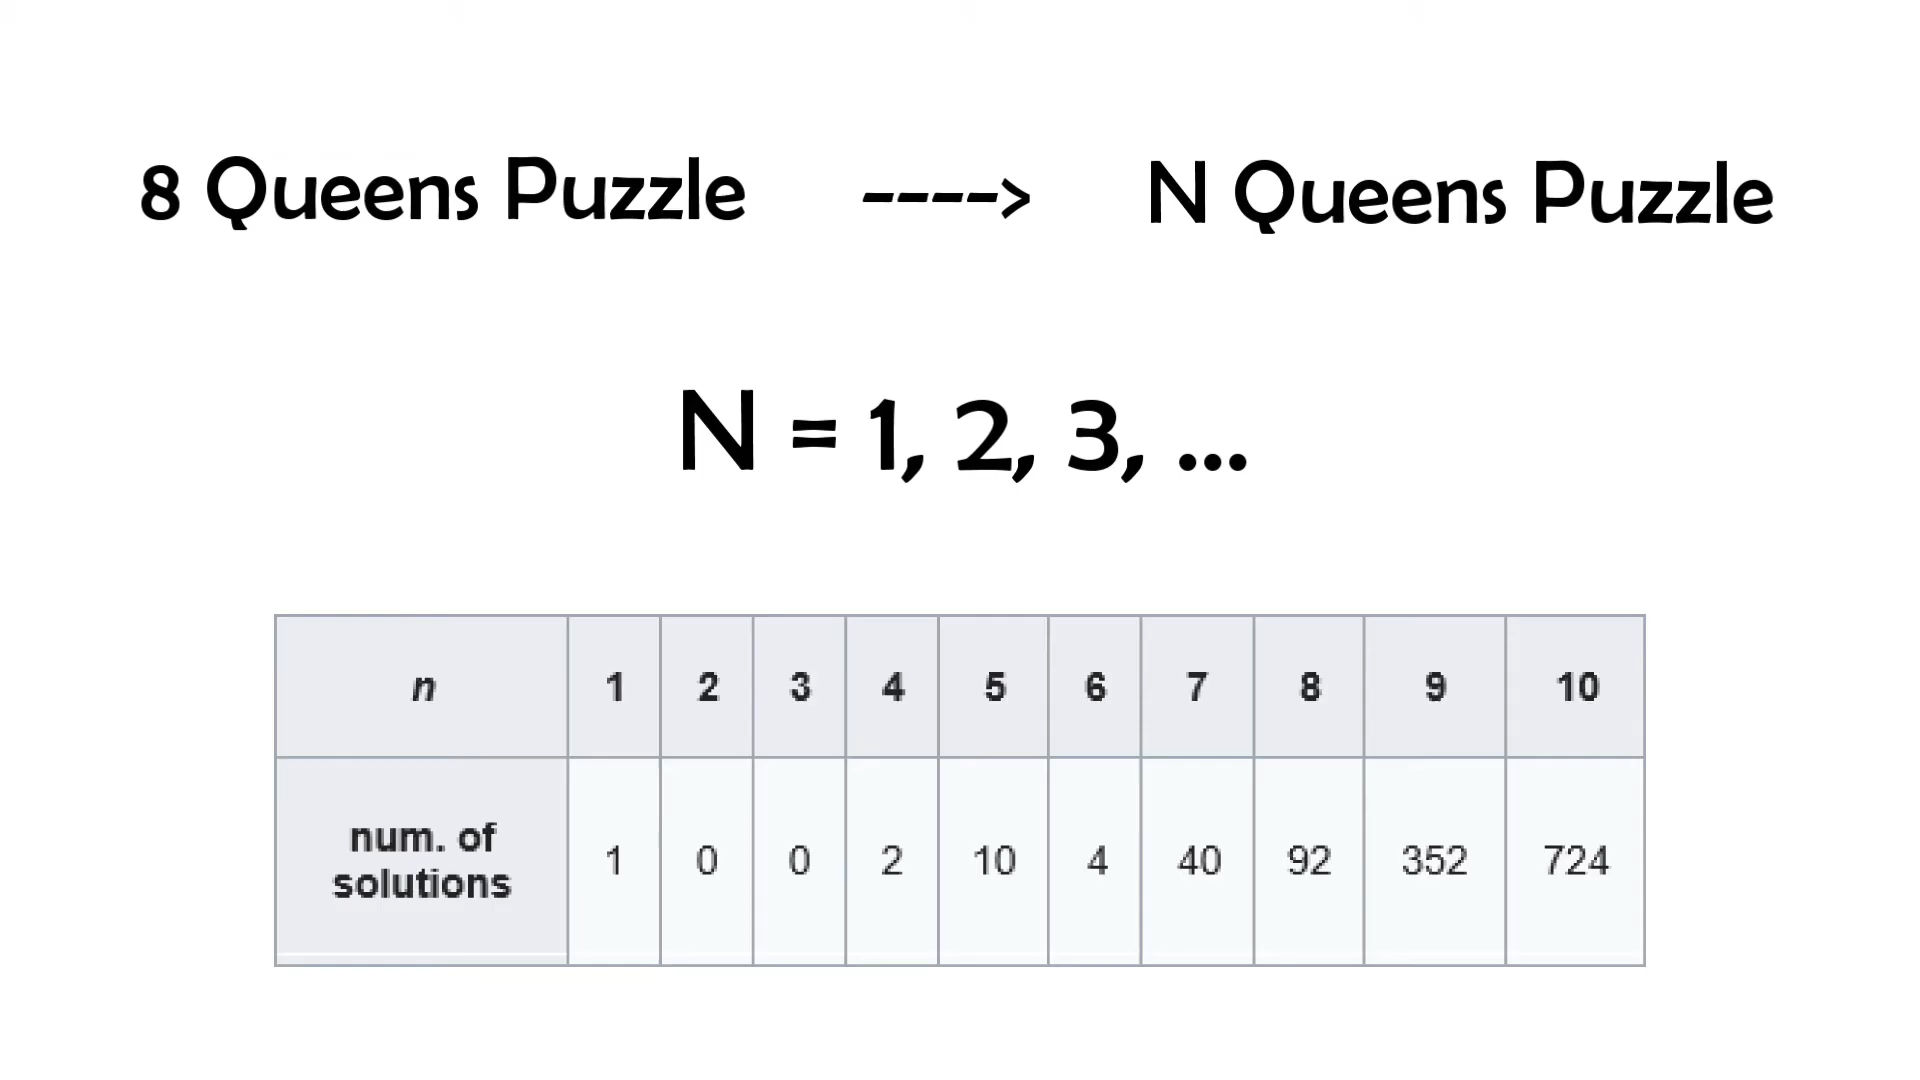 8 Queens Puzzle ----> N Queens Puzzle
N = 1, 2, 3, ...
n 1 2 3 4 5 6 7 8 9 10
num. of
solutions 1 0 0 2 10 4 40 92 352 724